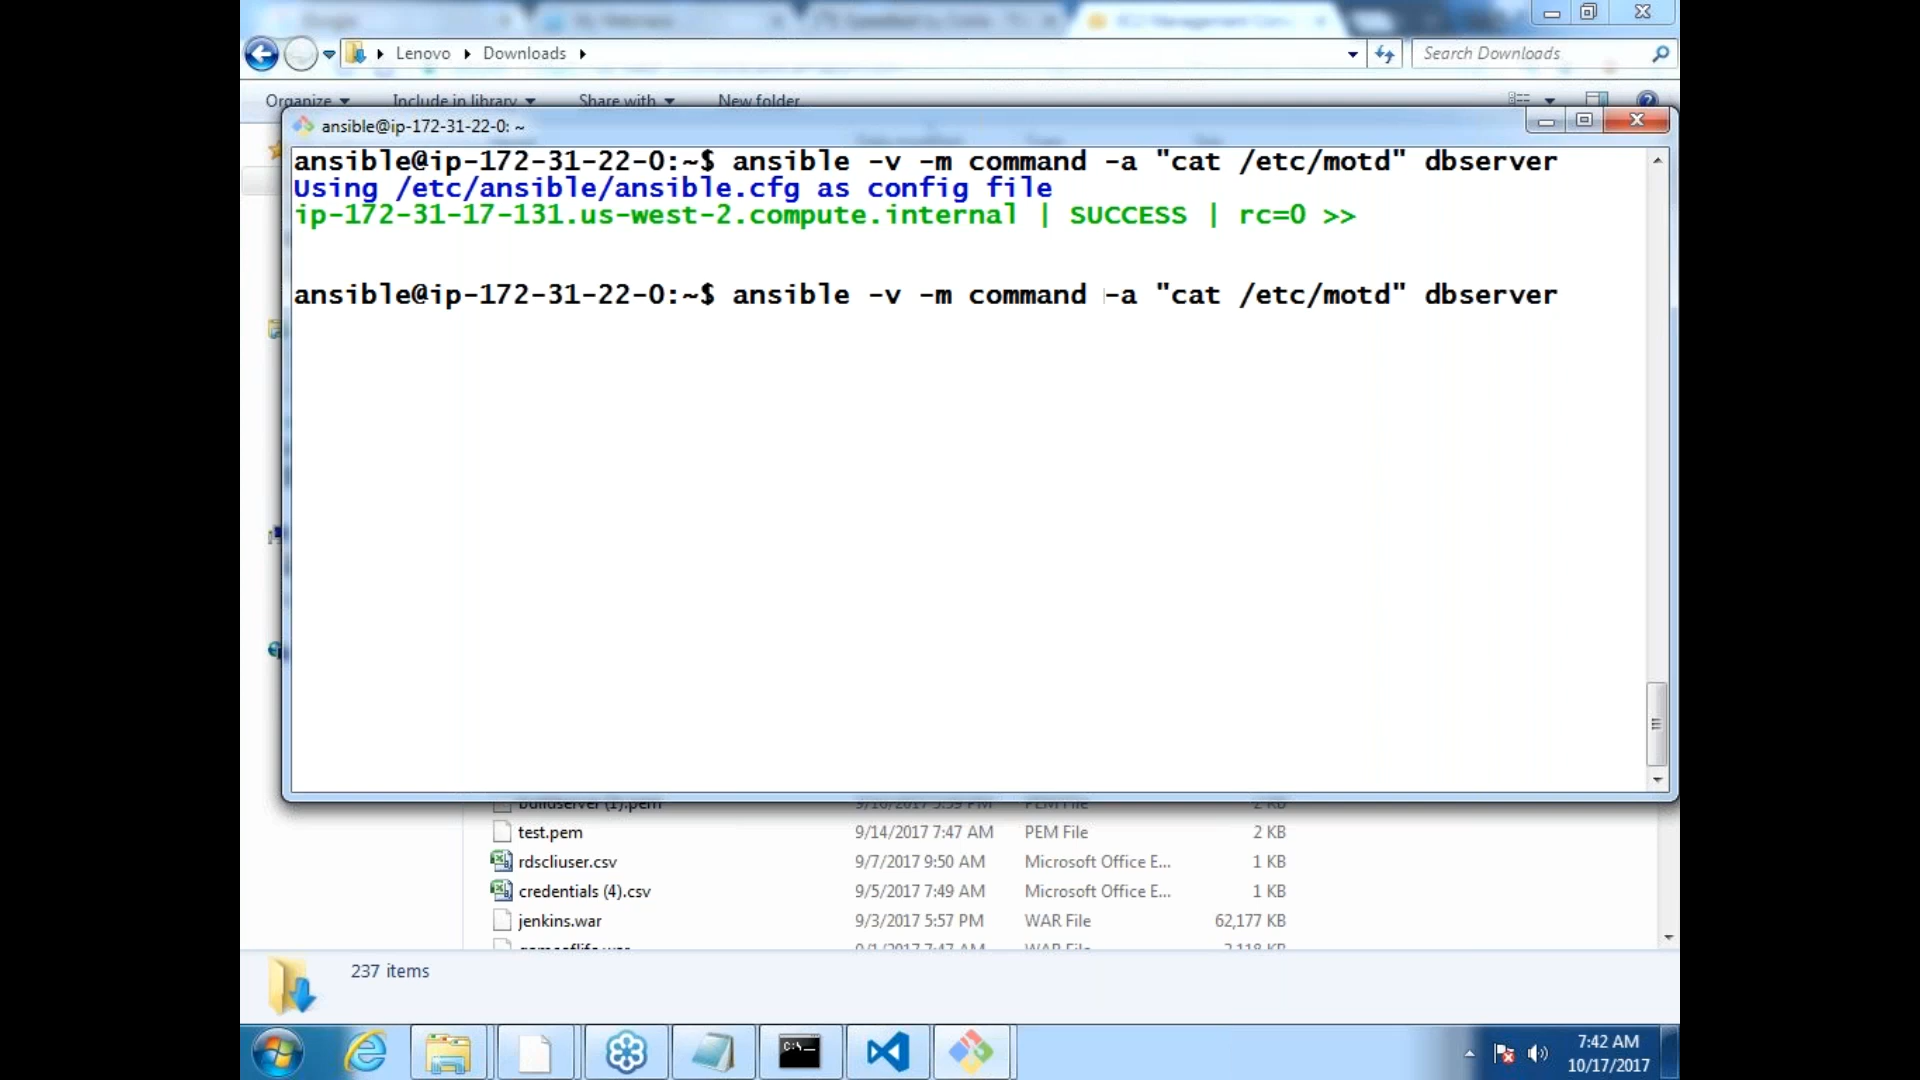 Lenovo Downloads
Search Downloads
Organize Include in library Share with New folder
ansible@ip-172-31-22-0: ~
ansible@ip-172-31-22-0:~$ ansible -v -m command -a "cat /etc/motd" dbserver
Using /etc/ansible/ansible.cfg as config file
ip-172-31-17-131.us-west-2.compute.internal | SUCCESS | rc=0 >>
ansible@ip-172-31-22-0:~$ ansible -v -m command -a "cat /etc/motd" dbserver
test.pem 9/14/2017 7:47 AM PEM File 2 KB
rdscliuser.csv 9/7/2017 9:50 AM Microsoft Office E... 1 KB
credentials (4).csv 9/5/2017 7:49 AM Microsoft Office E... 1 KB
jenkins.war 9/3/2017 5:57 PM WAR File 62,177 KB
237 items
7:42 AM
10/17/2017